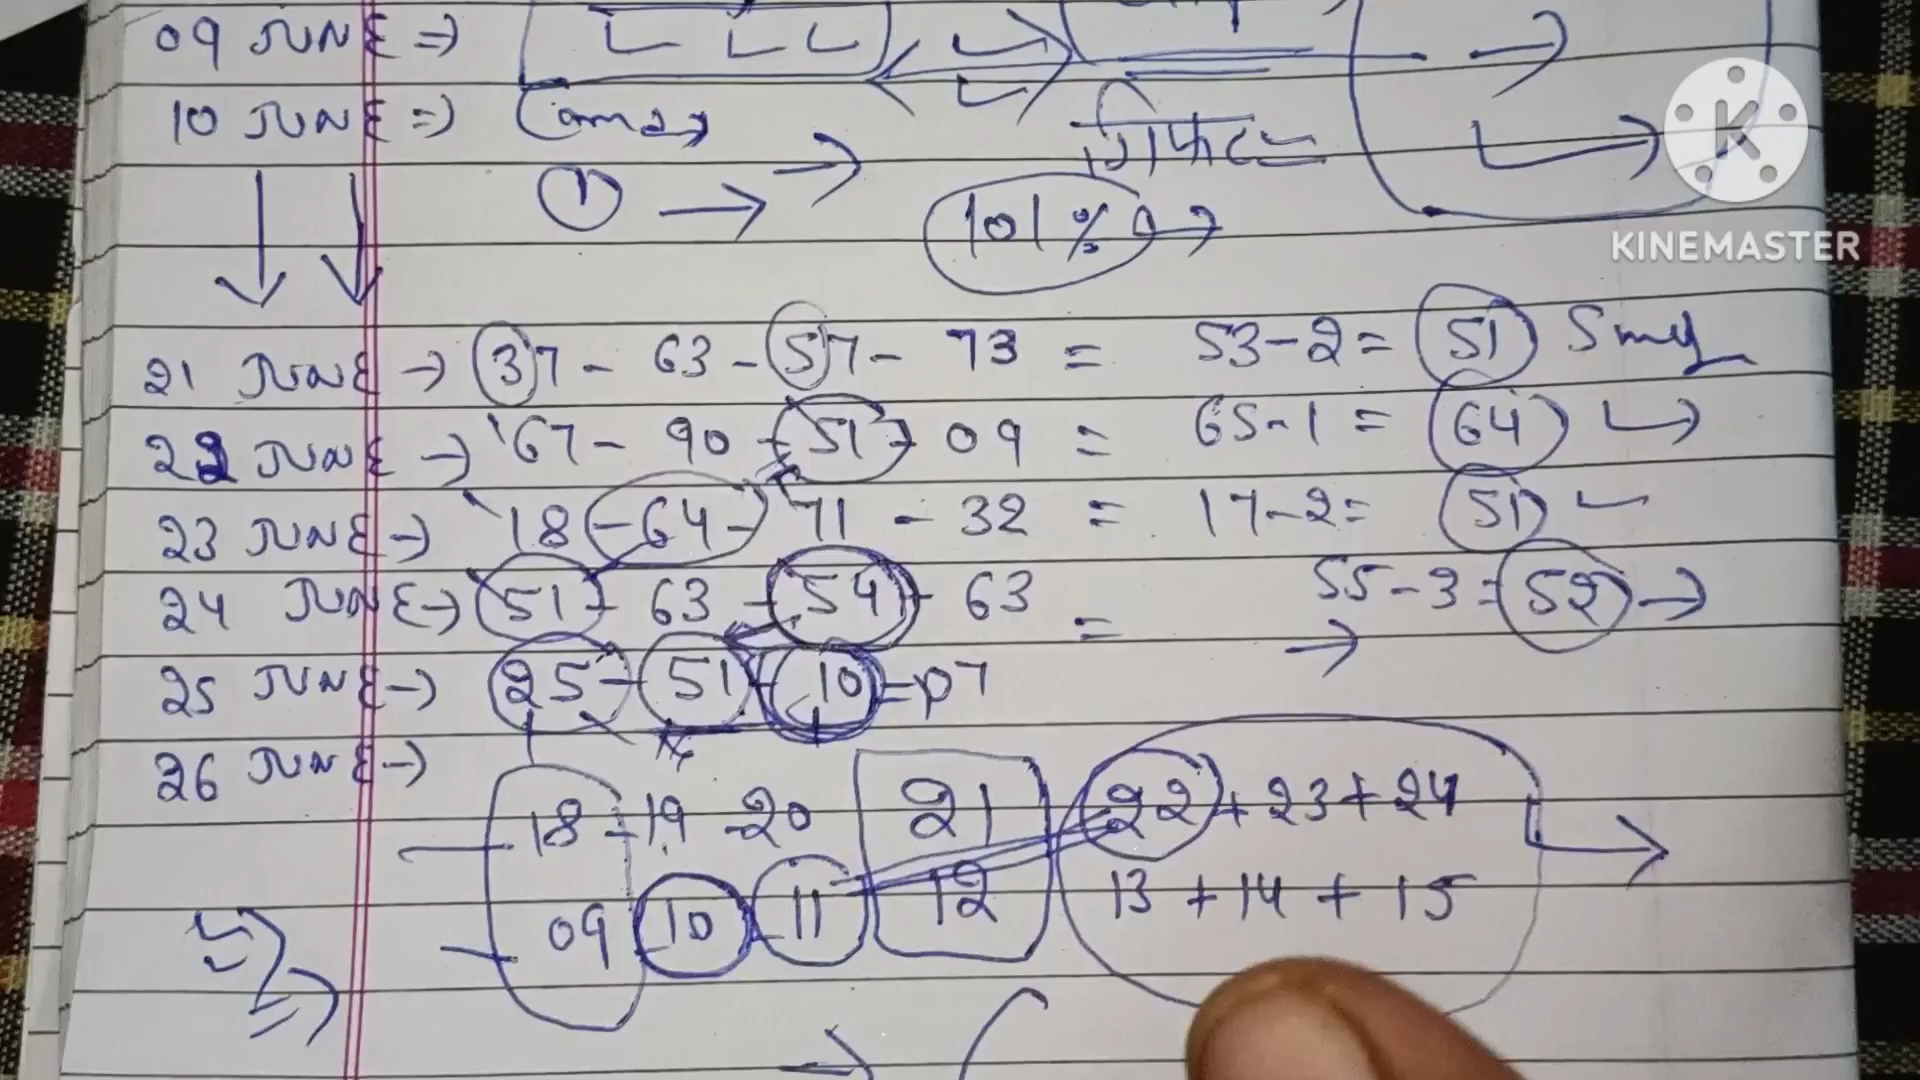 09 JUNE =>
10 JUNE =>
1
101 %
KINEMASTER
21 JUNE → 37 - 63 - 57 - 73 = 53-2= 51
22 JUNE → 67 - 90 - 51 - 09 = 65-1 = 64
23 JUNE → 18 - 64 - 71 - 32 = 17-2= 51
24 JUNE → 51 - 63 - 54 - 63 = 55-3 = 52 →
25 JUNE → 25 - 51 - 10 =
26 JUNE →
18 - 19 - 20 21 22 + 23 + 24
09 10 11 12 13 + 14 + 15